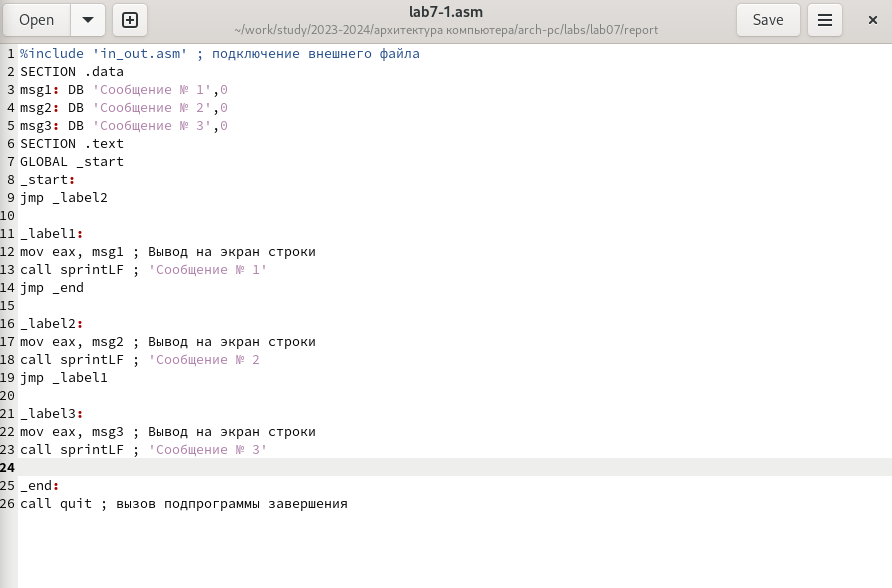 Open
lab7-1.asm
~/work/study/2023-2024/архитектура компьютера/arch-pc/labs/lab07/report
Save
1 %include 'in_out.asm' ; подключение внешнего файла
2 SECTION .data
3 msg1: DB 'Сообщение № 1',0
4 msg2: DB 'Сообщение № 2',0
5 msg3: DB 'Сообщение № 3',0
6 SECTION .text
7 GLOBAL _start
8 _start:
9 jmp _label2
10
11 _label1:
12 mov eax, msg1 ; Вывод на экран строки
13 call sprintLF ; 'Сообщение № 1'
14 jmp _end
15
16 _label2:
17 mov eax, msg2 ; Вывод на экран строки
18 call sprintLF ; 'Сообщение № 2
19 jmp _label1
20
21 _label3:
22 mov eax, msg3 ; Вывод на экран строки
23 call sprintLF ; 'Сообщение № 3'
24
25 _end:
26 call quit ; вызов подпрограммы завершения